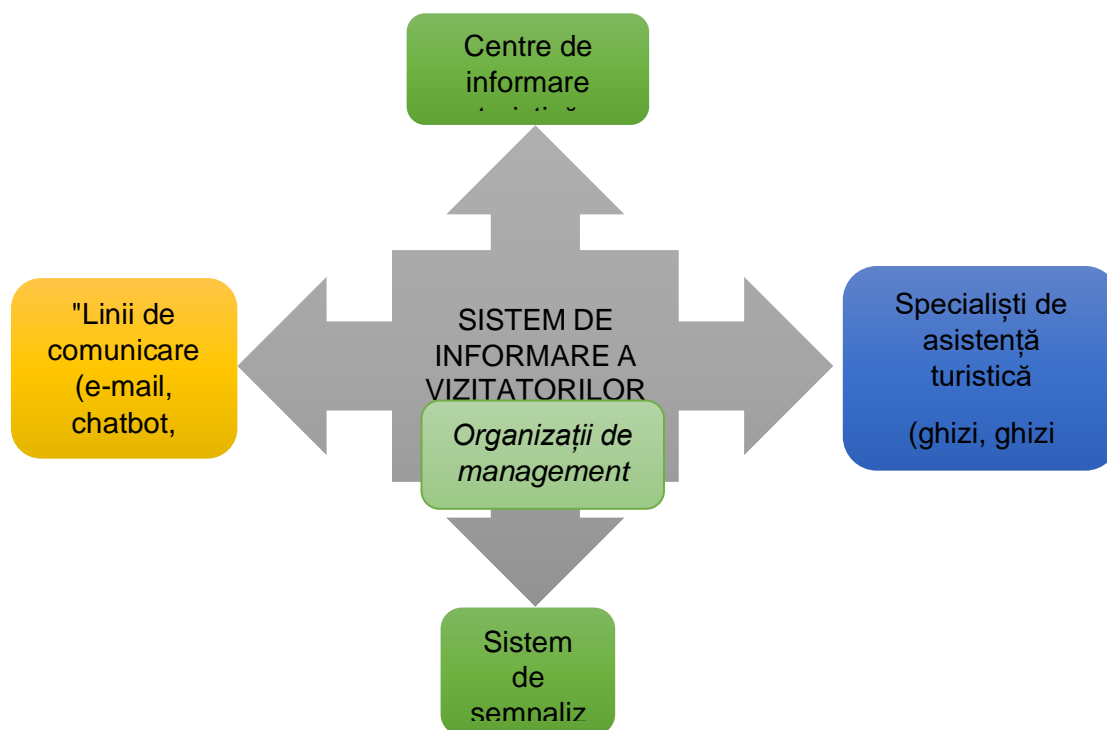 Centre de
informare
"Linii de
comunicare
(e-mail,
chatbot,
SISTEM DE
INFORMARE A
VIZITATORILOR
Organizații de
management
Specialiști de
asistență
turistică
(ghizi, ghizi
Sistem
de
semnaliz